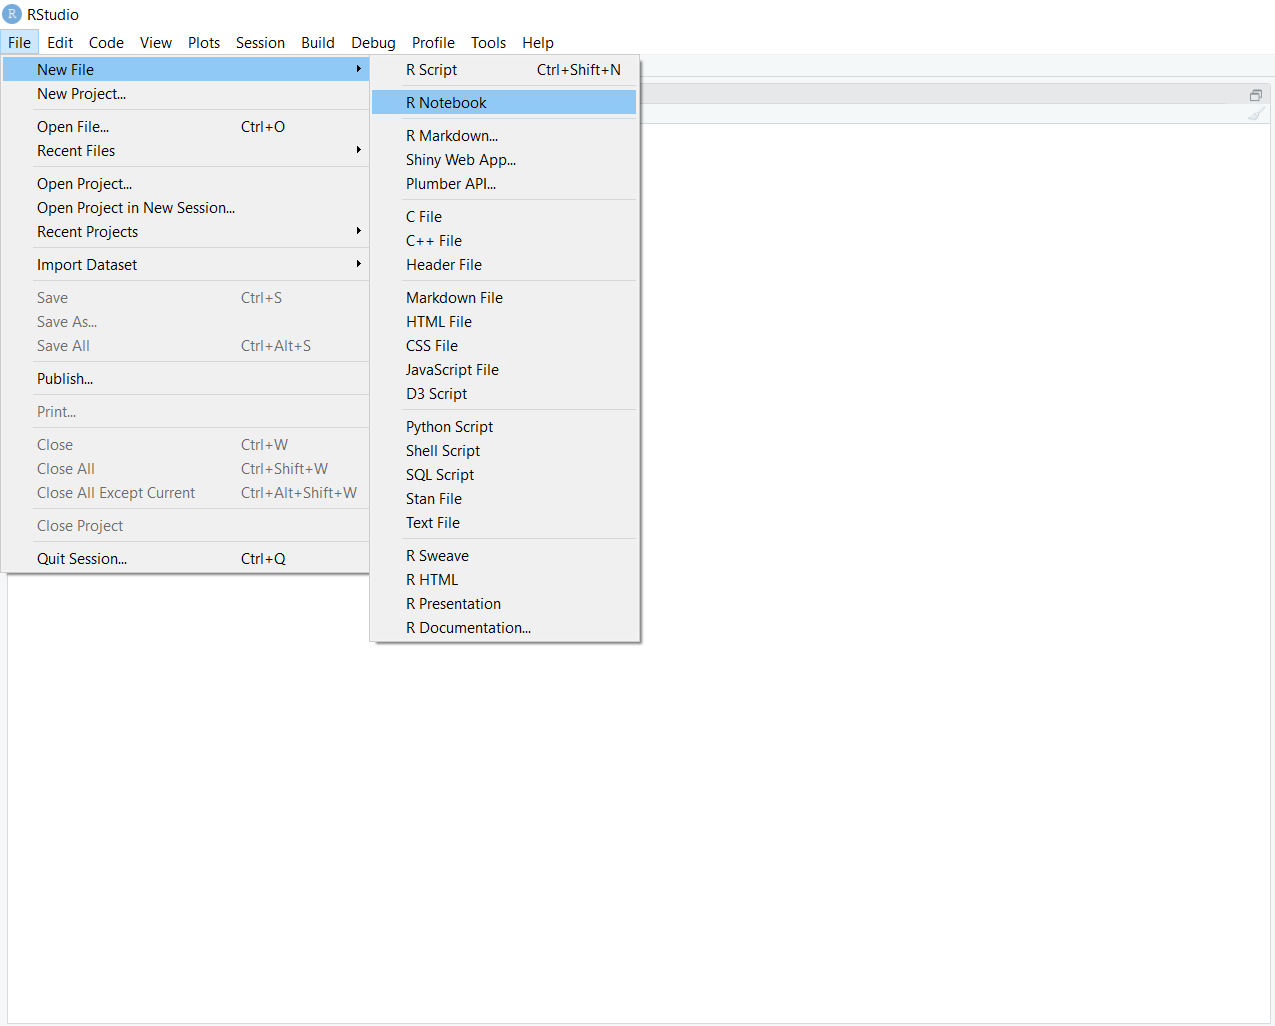 R RStudio
File Edit Code View Plots Session Build Debug Profile Tools Help
New File
New Project...
Open File... Ctrl+O
Recent Files
Open Project...
Open Project in New Session...
Recent Projects
Import Dataset
Save Ctrl+S
Save As...
Save All Ctrl+Alt+S
Publish...
Print...
Close Ctrl+W
Close All Ctrl+Shift+W
Close All Except Current Ctrl+Alt+Shift+W
Close Project
Quit Session... Ctrl+Q
R Script Ctrl+Shift+N
R Notebook
R Markdown...
Shiny Web App...
Plumber API...
C File
C++ File
Header File
Markdown File
HTML File
CSS File
JavaScript File
D3 Script
Python Script
Shell Script
SQL Script
Stan File
Text File
R Sweave
R HTML
R Presentation
R Documentation...